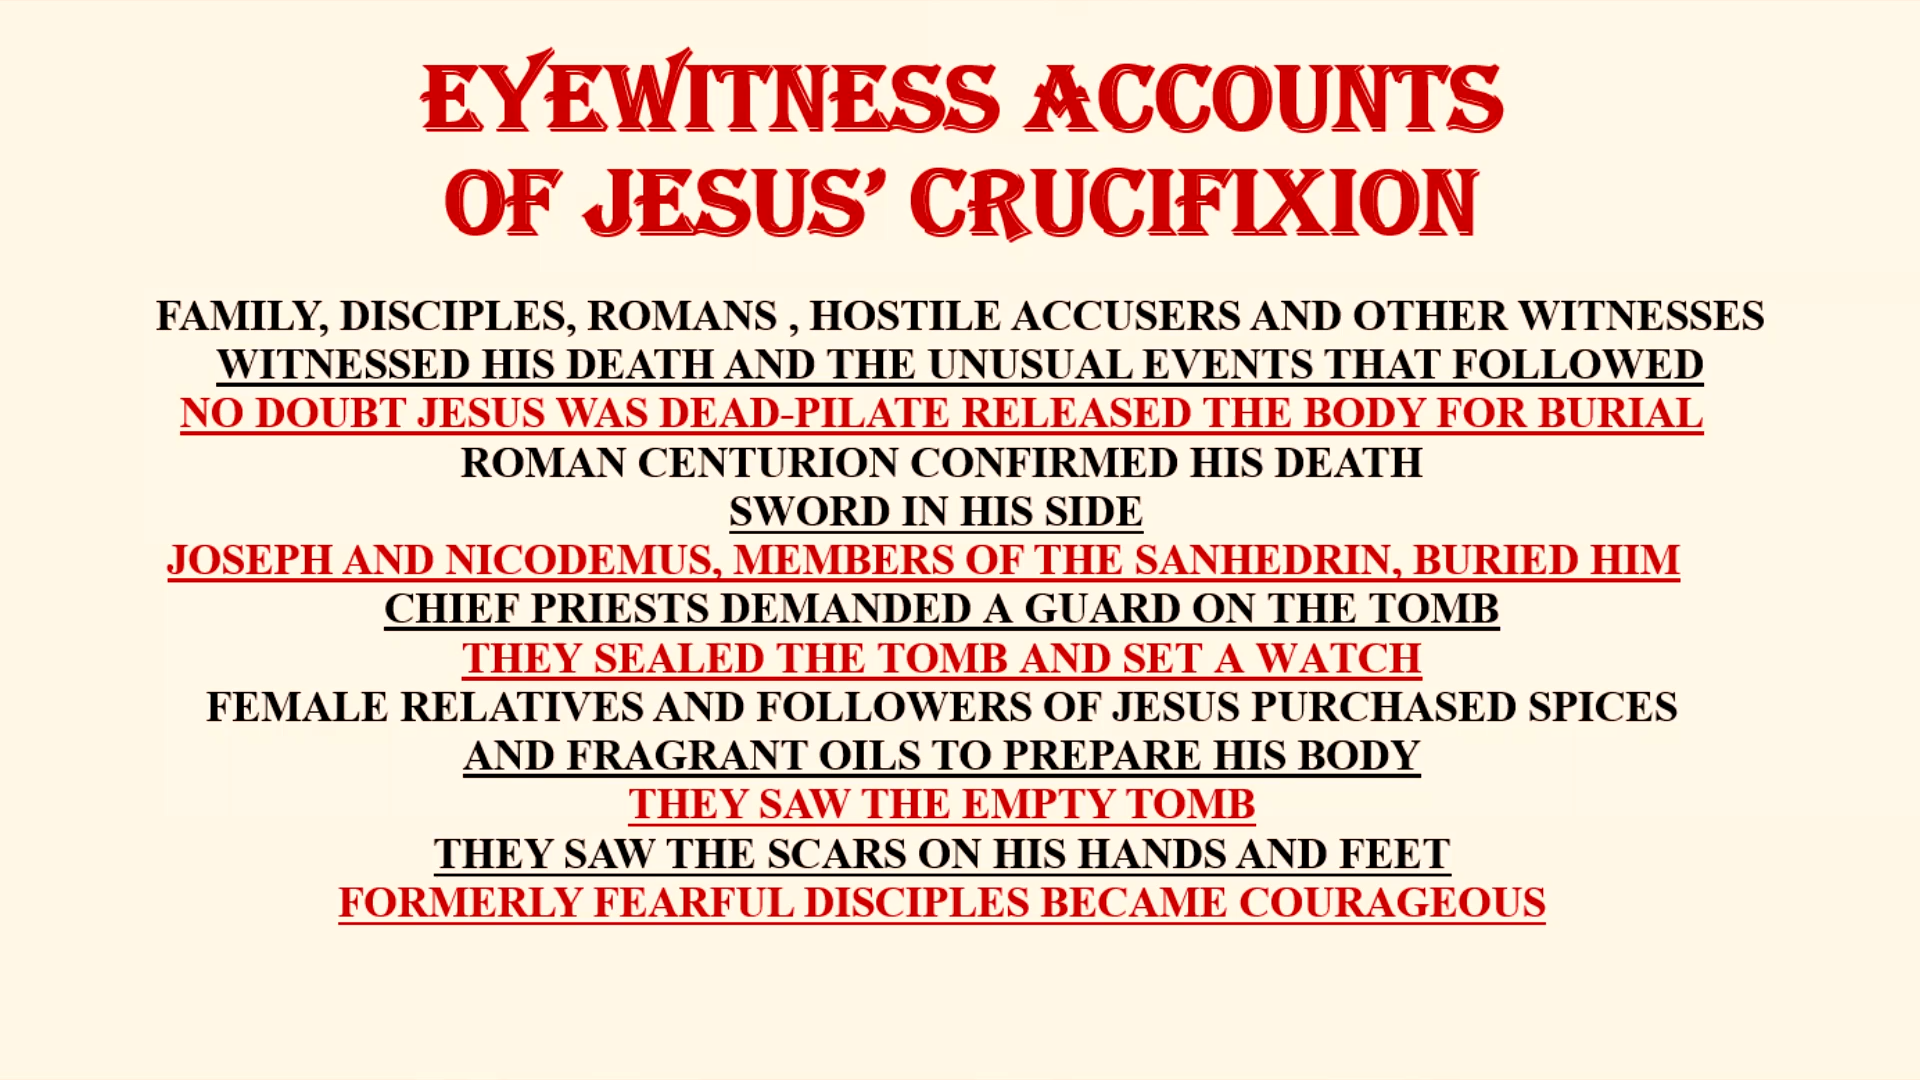 EYEWITNESS ACCOUNTS
OF JESUS’ CRUCIFIXION
FAMILY, DISCIPLES, ROMANS , HOSTILE ACCUSERS AND OTHER WITNESSES
WITNESSED HIS DEATH AND THE UNUSUAL EVENTS THAT FOLLOWED
NO DOUBT JESUS WAS DEAD-PILATE RELEASED THE BODY FOR BURIAL
ROMAN CENTURION CONFIRMED HIS DEATH
SWORD IN HIS SIDE
JOSEPH AND NICODEMUS, MEMBERS OF THE SANHEDRIN, BURIED HIM
CHIEF PRIESTS DEMANDED A GUARD ON THE TOMB
THEY SEALED THE TOMB AND SET A WATCH
FEMALE RELATIVES AND FOLLOWERS OF JESUS PURCHASED SPICES
AND FRAGRANT OILS TO PREPARE HIS BODY
THEY SAW THE EMPTY TOMB
THEY SAW THE SCARS ON HIS HANDS AND FEET
FORMERLY FEARFUL DISCIPLES BECAME COURAGEOUS